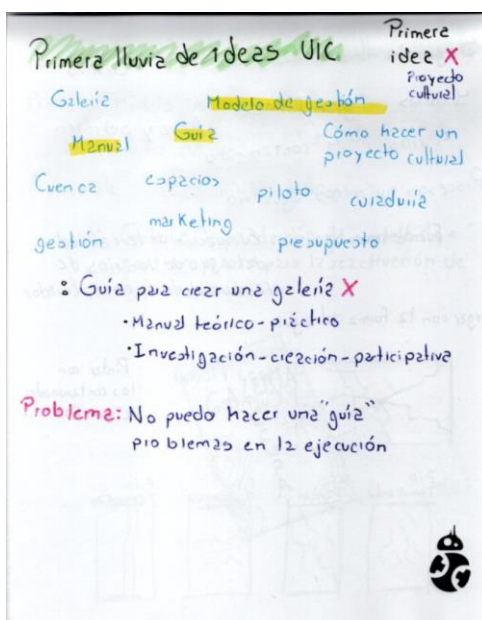 Primera lluvia de ideas UIC
Primera
idea X
Proyecto
cultural
Galería
Modelo de gestión
Manual
Guía
Cómo hacer un
proyecto cultural
Cuenca
espacios
piloto
curaduría
gestión
marketing
presupuesto
: Guía para crear una galería X
• Manual teórico-práctico
• Investigación-creación-participativa
Problema: No puedo hacer una "guía"
problemas en la ejecución